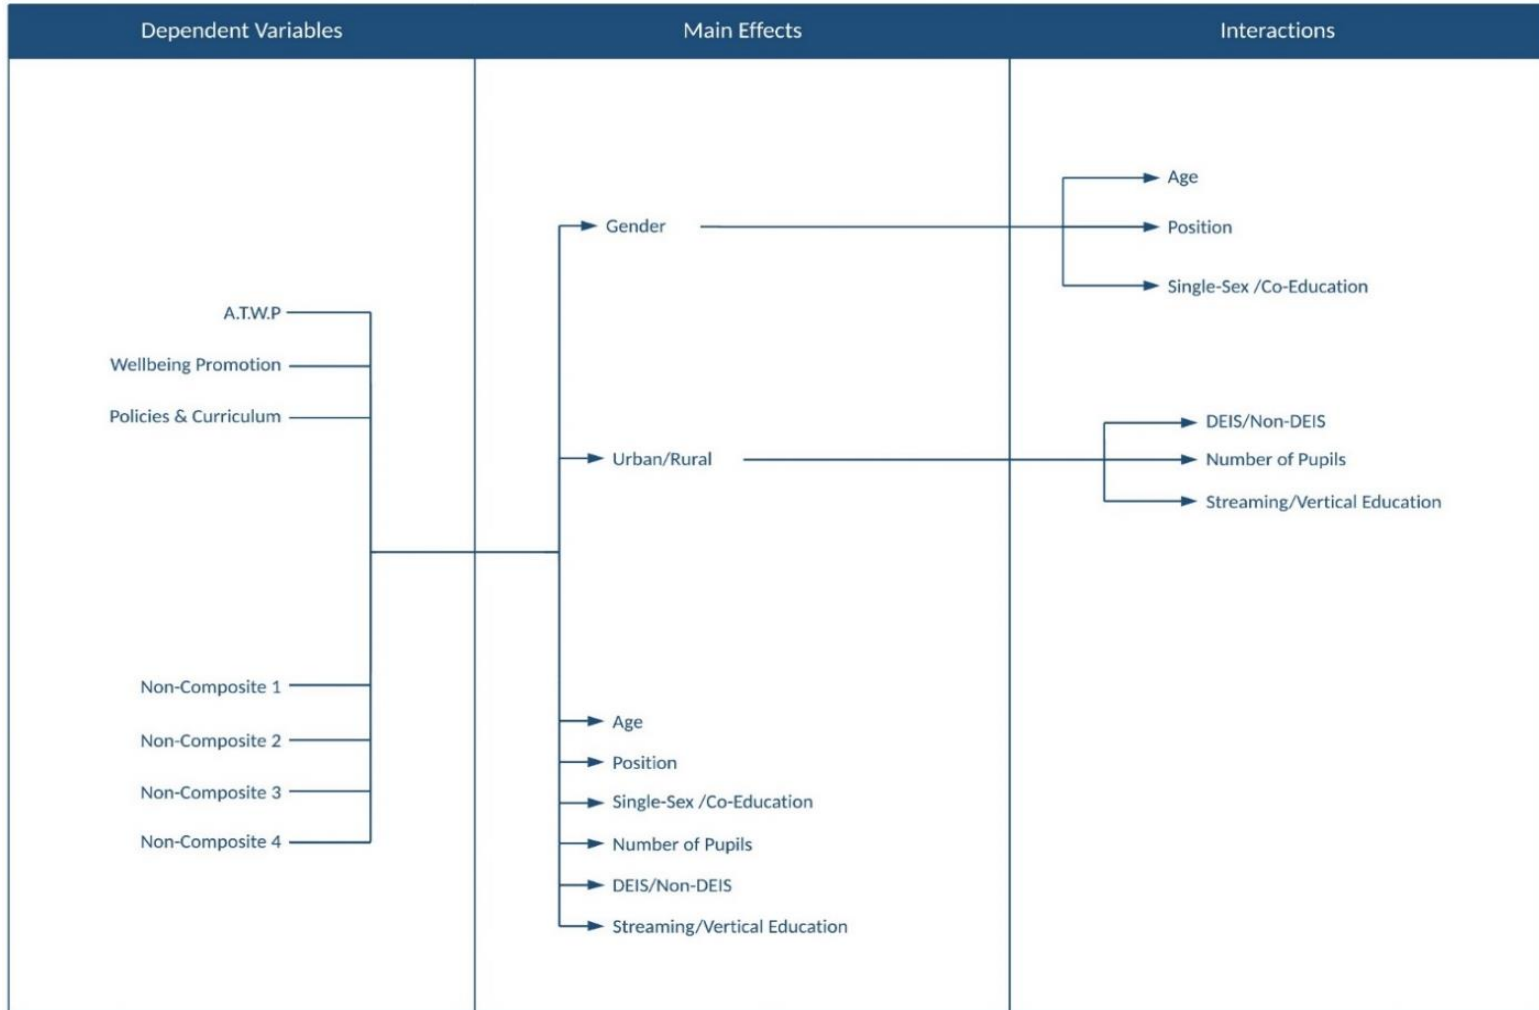 Dependent Variables
Main Effects
Interactions
A.T.W.P
Wellbeing Promotion
Policies & Curriculum
Non-Composite 1
Non-Composite 2
Non-Composite 3
Non-Composite 4
Gender
Urban/Rural
Age
Position
Single-Sex /Co-Education
Number of Pupils
DEIS/Non-DEIS
Streaming/Vertical Education
Age
Position
Single-Sex /Co-Education
DEIS/Non-DEIS
Number of Pupils
Streaming/Vertical Education